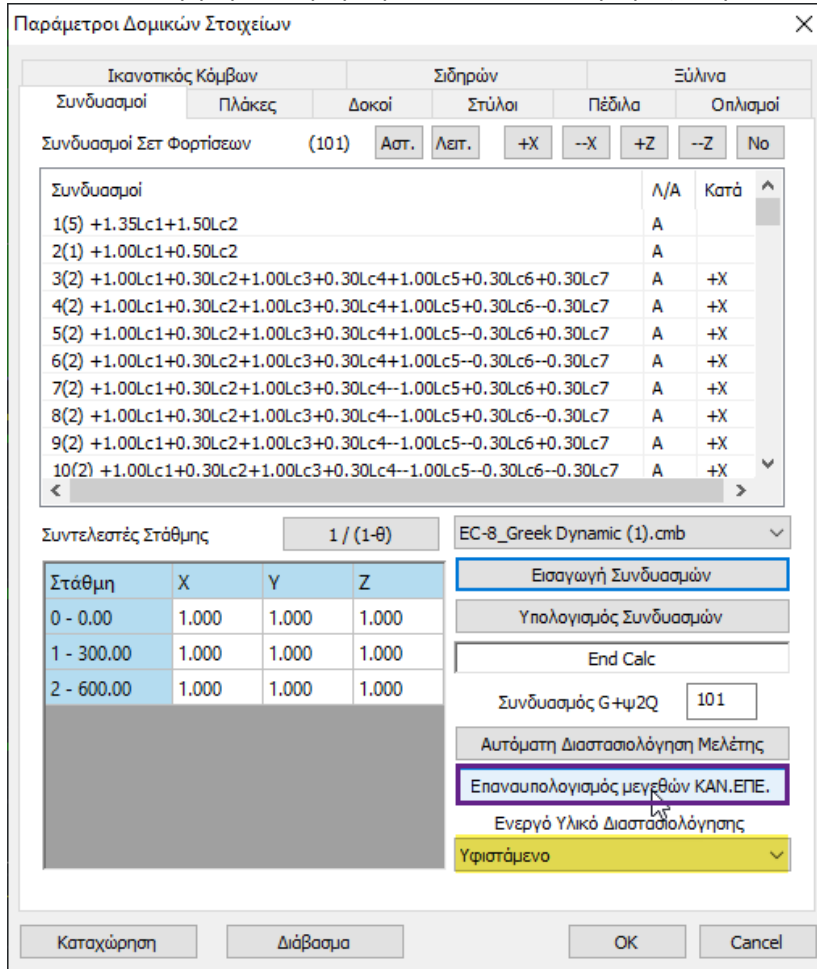 Παράμετροι Δομικών Στοιχείων
Ικανοτικός Κόμβων Σιδηρών Ξύλινα
Συνδυασμοί Πλάκες Δοκοί Στύλοι Πέδιλα Οπλισμοί
Συνδυασμοί Σετ Φορτίσεων (101) Αστ. Λειτ. +X --X +Z --Z No
Συνδυασμοί Λ/Α Κατά
1(5) +1.35Lc1+1.50Lc2 A
2(1) +1.00Lc1+0.50Lc2 A
3(2) +1.00Lc1+0.30Lc2+1.00Lc3+0.30Lc4+1.00Lc5+0.30Lc6+0.30Lc7 A +X
4(2) +1.00Lc1+0.30Lc2+1.00Lc3+0.30Lc4+1.00Lc5+0.30Lc6--0.30Lc7 A +X
5(2) +1.00Lc1+0.30Lc2+1.00Lc3+0.30Lc4+1.00Lc5--0.30Lc6+0.30Lc7 A +X
6(2) +1.00Lc1+0.30Lc2+1.00Lc3+0.30Lc4+1.00Lc5--0.30Lc6--0.30Lc7 A +X
7(2) +1.00Lc1+0.30Lc2+1.00Lc3+0.30Lc4--1.00Lc5+0.30Lc6+0.30Lc7 A +X
8(2) +1.00Lc1+0.30Lc2+1.00Lc3+0.30Lc4--1.00Lc5+0.30Lc6--0.30Lc7 A +X
9(2) +1.00Lc1+0.30Lc2+1.00Lc3+0.30Lc4--1.00Lc5--0.30Lc6+0.30Lc7 A +X
10(2) +1.00Lc1+0.30Lc2+1.00Lc3+0.30Lc4--1.00Lc5--0.30Lc6--0.30Lc7 A +X
Συντελεστές Στάθμης 1 / (1-θ) EC-8_Greek Dynamic (1).cmb
Στάθμη X Y Z
0 - 0.00 1.000 1.000 1.000
1 - 300.00 1.000 1.000 1.000
2 - 600.00 1.000 1.000 1.000
Εισαγωγή Συνδυασμών
Υπολογισμός Συνδυασμών
End Calc
Συνδυασμός G+ψ2Q 101
Αυτόματη Διαστασιολόγηση Μελέτης
Επαναυπολογισμός μεγεθών ΚΑΝ.ΕΠΕ.
Ενεργό Υλικό Διαστασιολόγησης
Υφιστάμενο
Καταχώρηση Διάβασμα OK Cancel